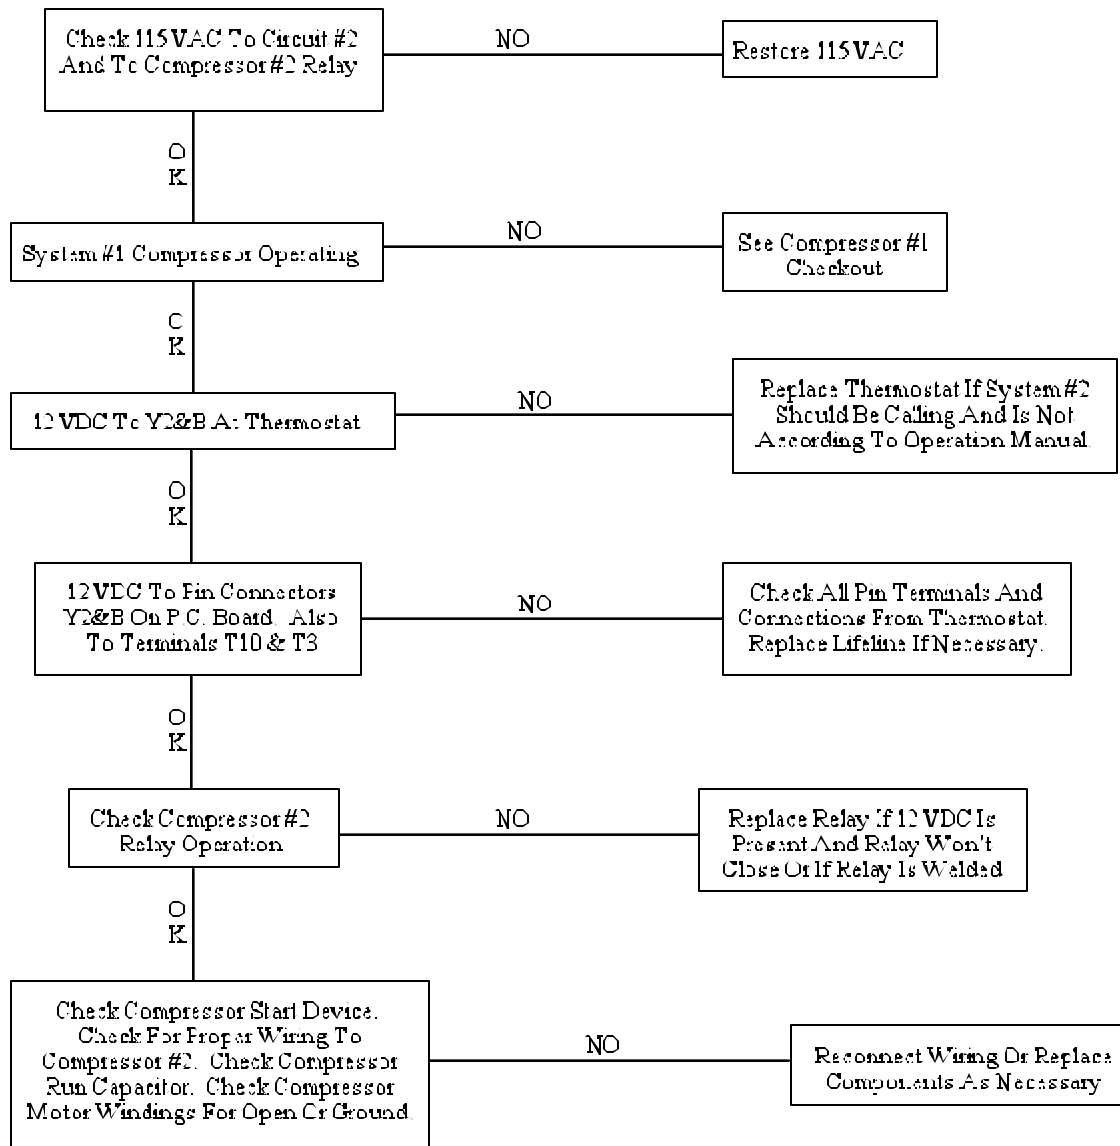 Check 115 VAC To Circuit #2
And To Compressor #2 Relay
NO
Restore 115 VAC
OK
System #1 Compressor Operating
NO
See Compressor #1
Checkout
OK
12 VDC To Y2&B At Thermostat
NO
Replace Thermostat If System #2
Should Be Calling And Is Not
According To Operation Manual
OK
12 VDC To Pin Connectors
Y2&B On P.C. Board. Also
To Terminals T10 & T3
NO
Check All Pin Terminals And
Connections From Thermostat.
Replace Lifeline If Necessary.
OK
Check Compressor #2
Relay Operation
NO
Replace Relay If 12 VDC Is
Present And Relay Won't
Close Or If Relay Is Welded
OK
Check Compressor Start Device.
Check For Proper Wiring To
Compressor #2. Check Compressor
Run Capacitor. Check Compressor
Motor Windings For Open Or Ground.
NO
Reconnect Wiring Or Replace
Components As Necessary